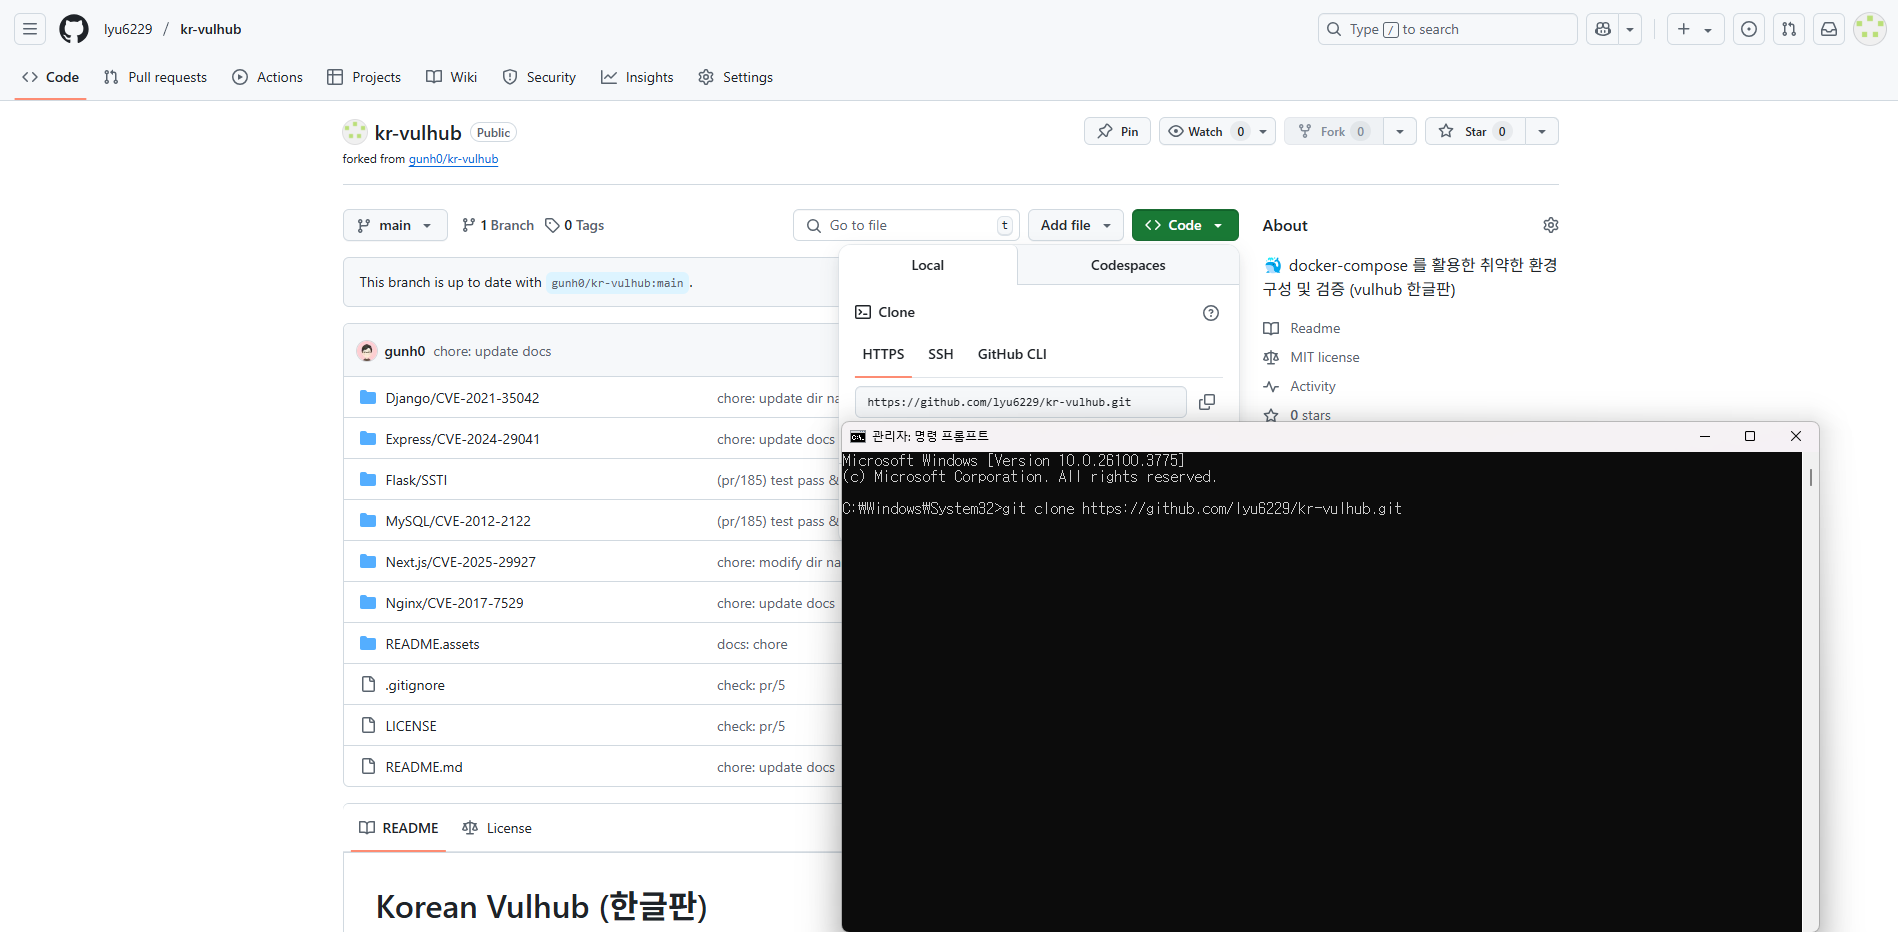 lyu6229 / kr-vulhub
Type / to search
Code
Pull requests
Actions
Projects
Wiki
Security
Insights
Settings
kr-vulhub Public
forked from gunh0/kr-vulhub
Pin
Watch 0
Fork 0
Star 0
main
1 Branch
0 Tags
Go to file t
Add file
Code
This branch is up to date with gunh0/kr-vulhub:main .
Local
Codespaces
Clone
HTTPS SSH GitHub CLI
https://github.com/lyu6229/kr-vulhub.git
gunh0 chore: update docs
Django/CVE-2021-35042 chore: update dir na
Express/CVE-2024-29041 chore: update docs
Flask/SSTI (pr/185) test pass &
MySQL/CVE-2012-2122 (pr/185) test pass &
Next.js/CVE-2025-29927 chore: modify dir na
Nginx/CVE-2017-7529 chore: update docs
README.assets docs: chore
.gitignore check: pr/5
LICENSE check: pr/5
README.md chore: update docs
README
License
Korean Vulhub (한글판)
About
docker-compose 를 활용한 취약한 환경
구성 및 검증 (vulhub 한글판)
Readme
MIT license
Activity
0 stars
관리자: 명령 프롬프트
Microsoft Windows [Version 10.0.26100.3775]
(c) Microsoft Corporation. All rights reserved.
C:₩Windows₩System32>git clone https://github.com/lyu6229/kr-vulhub.git